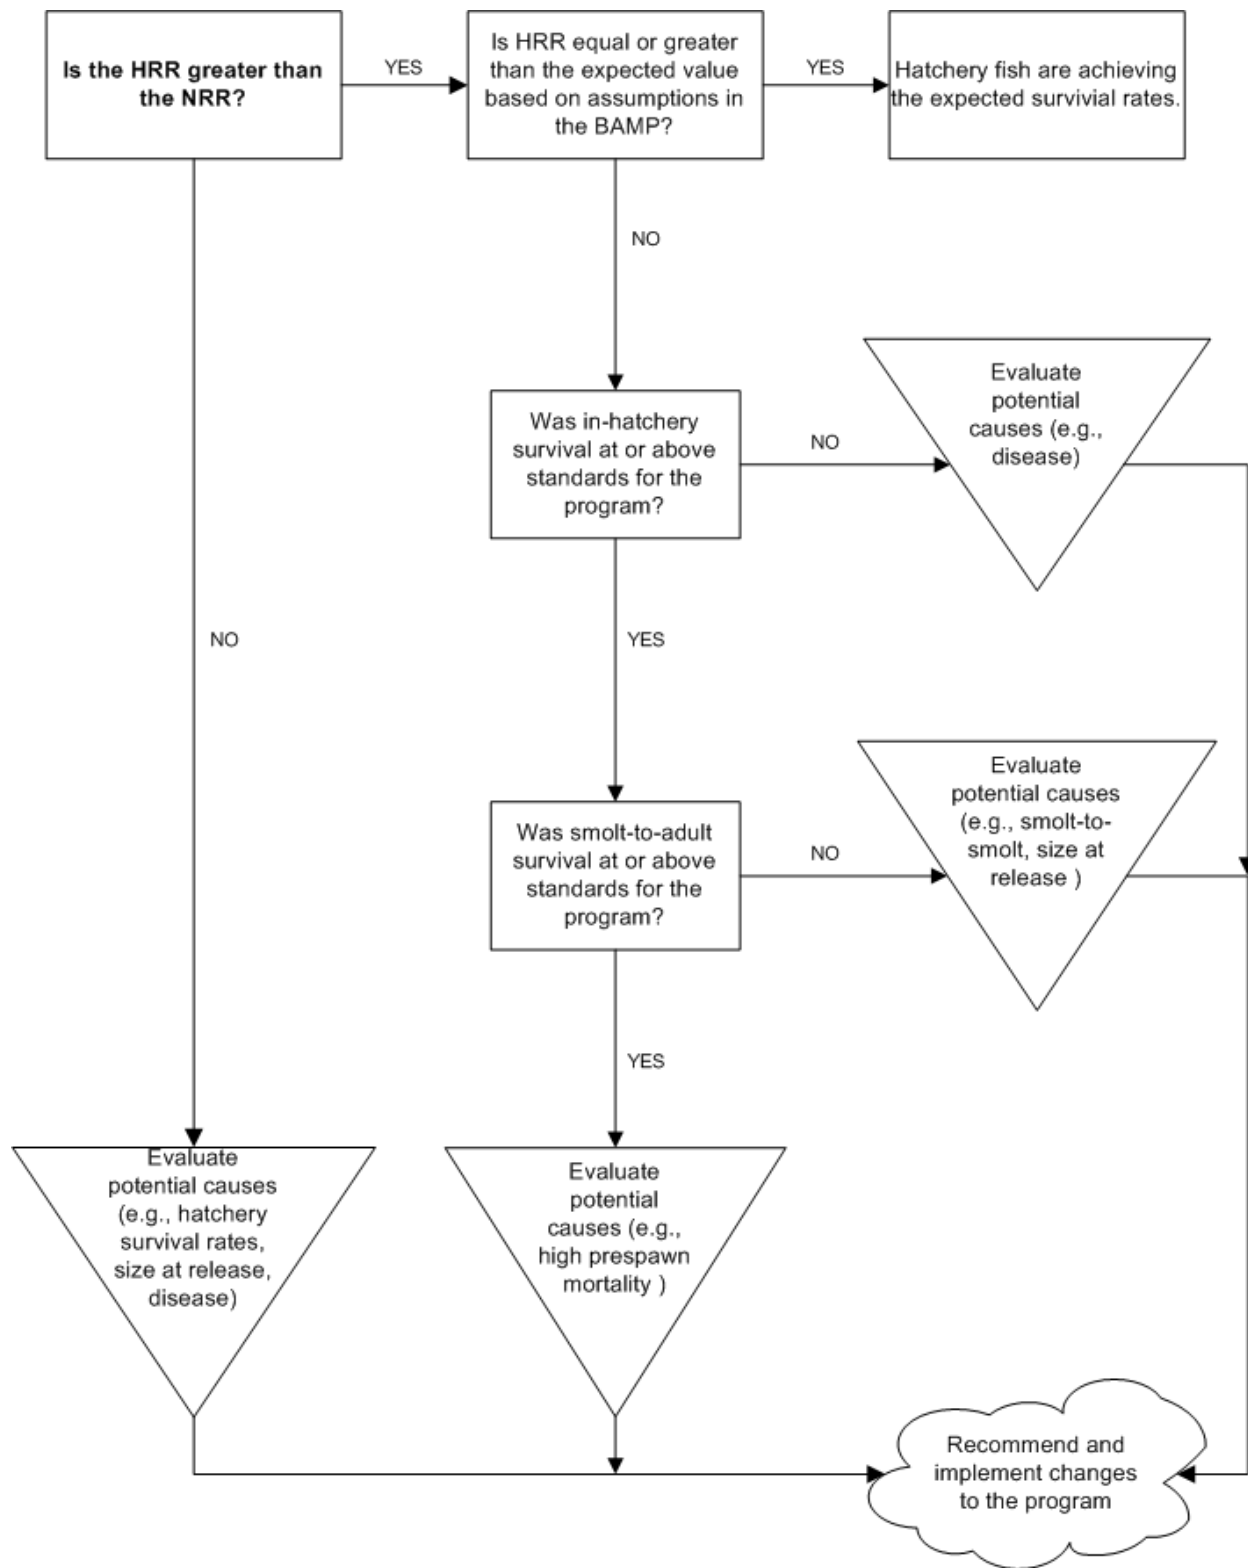 Is the HRR greater than
the NRR?
YES
Is HRR equal or greater
than the expected value
based on assumptions in
the BAMP?
YES
Hatchery fish are achieving
the expected survivial rates.
NO
Was in-hatchery
survival at or above
standards for the
program?
NO
Evaluate
potential
causes (e.g.,
disease)
NO
YES
Was smolt-to-adult
survival at or above
standards for the
program?
NO
Evaluate
potential causes
(e.g., smolt-to-
smolt, size at
release )
YES
Evaluate
potential causes
(e.g., hatchery
survival rates,
size at release,
disease)
Evaluate
potential
causes (e.g.,
high prespawn
mortality )
Recommend and
implement changes
to the program